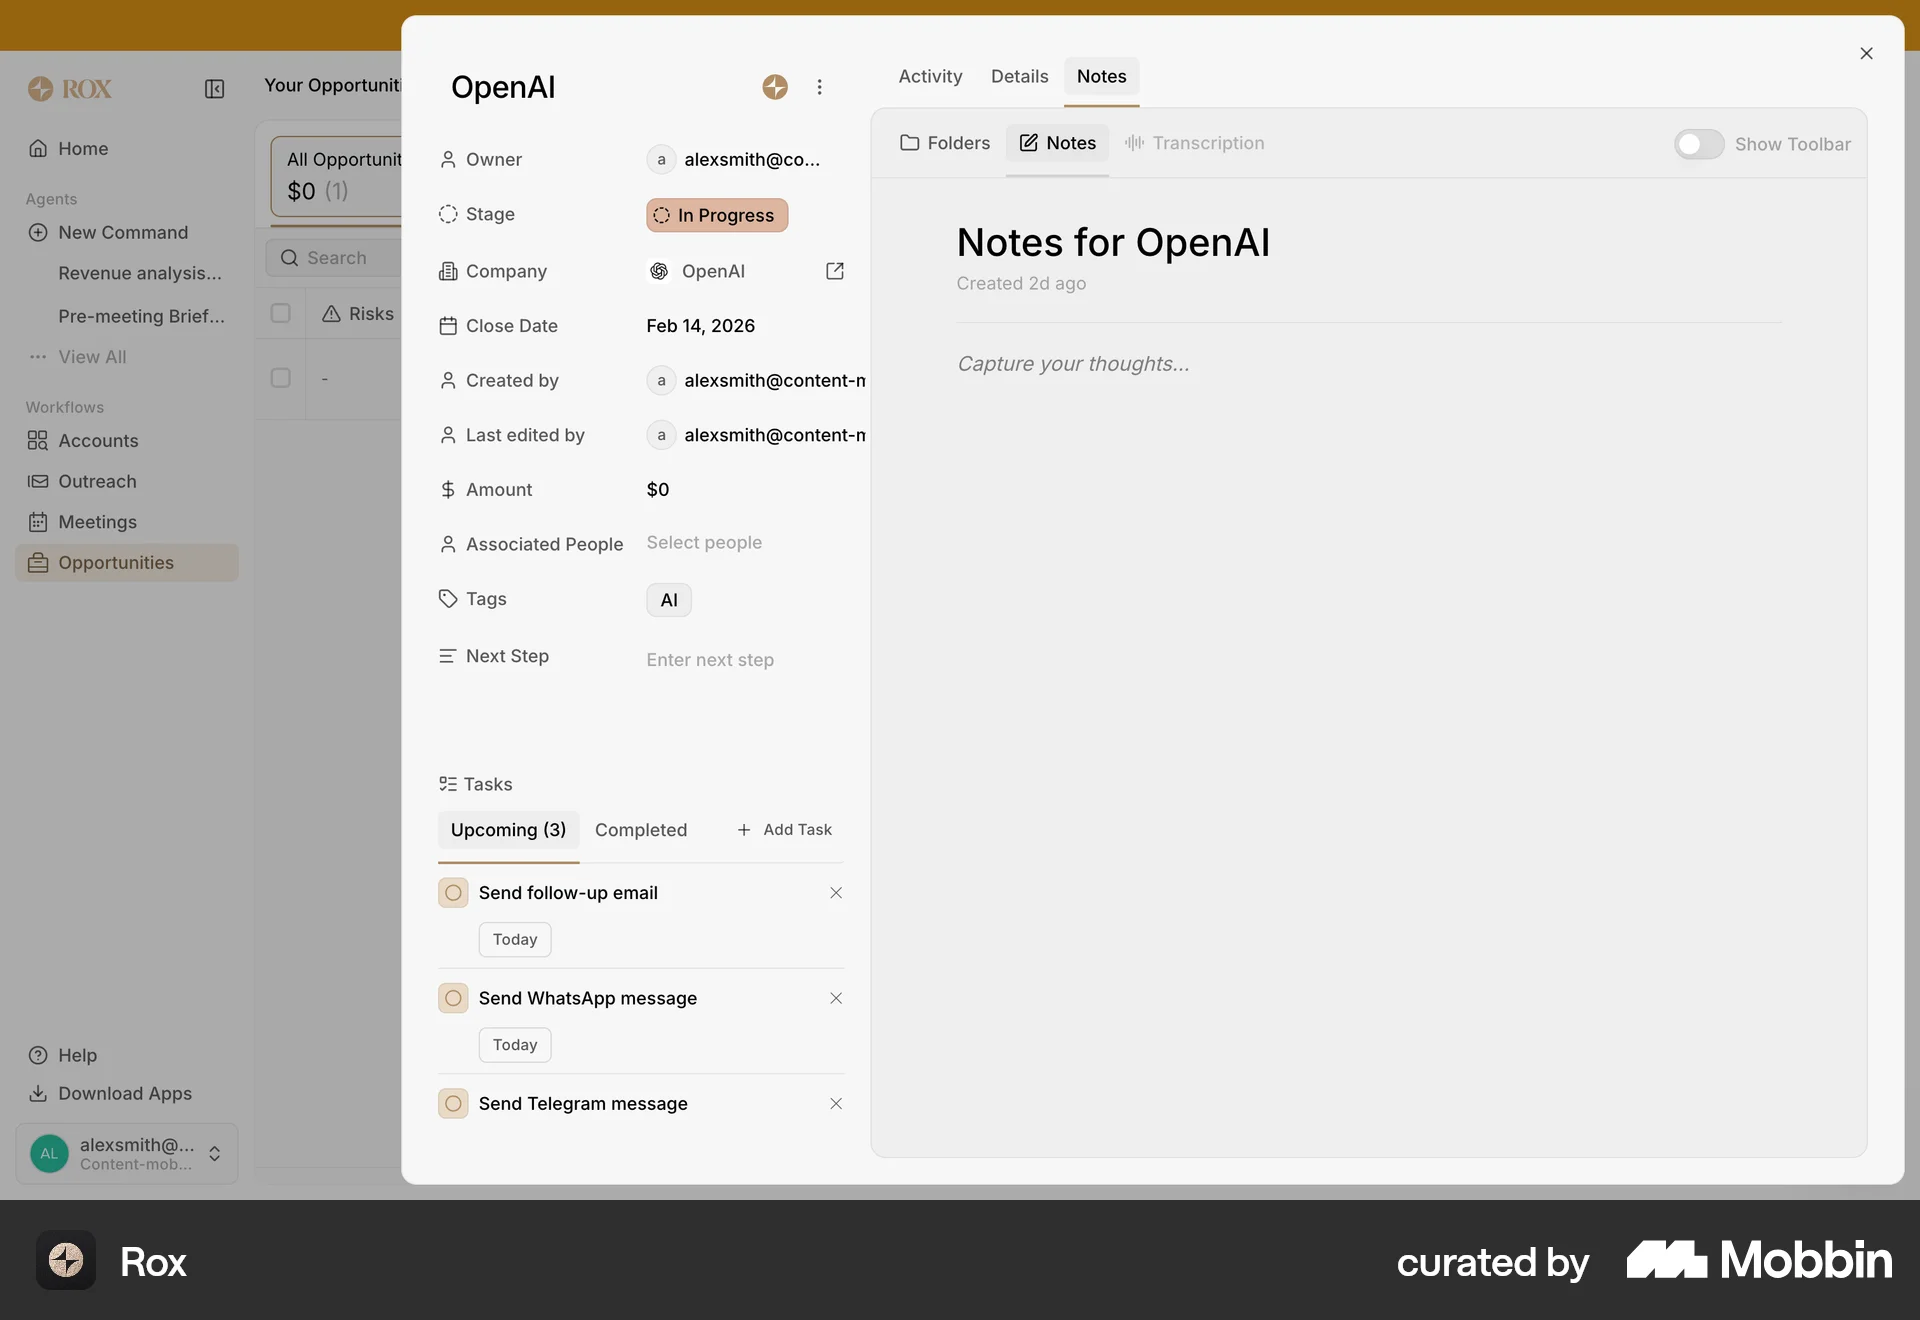 ROX
Home
Agents
New Command
Revenue analysis...
Pre-meeting Brief...
View All
Workflows
Accounts
Outreach
Meetings
Opportunities
Help
Download Apps
AL
alexsmith@...
Content-mob...
Your Opportuniti
All Opportunit
$0 (1)
Search
Risks
-
OpenAI
Owner
a alexsmith@co...
Stage
In Progress
Company
OpenAI
Close Date
Feb 14, 2026
Created by
a alexsmith@content-m
Last edited by
a alexsmith@content-m
Amount
$0
Associated People
Select people
Tags
AI
Next Step
Enter next step
Tasks
Upcoming (3) Completed + Add Task
Send follow-up email
Today
Send WhatsApp message
Today
Send Telegram message
Activity Details Notes
Folders Notes Transcription Show Toolbar
Notes for OpenAI
Created 2d ago
Capture your thoughts...
Rox
curated by Mobbin